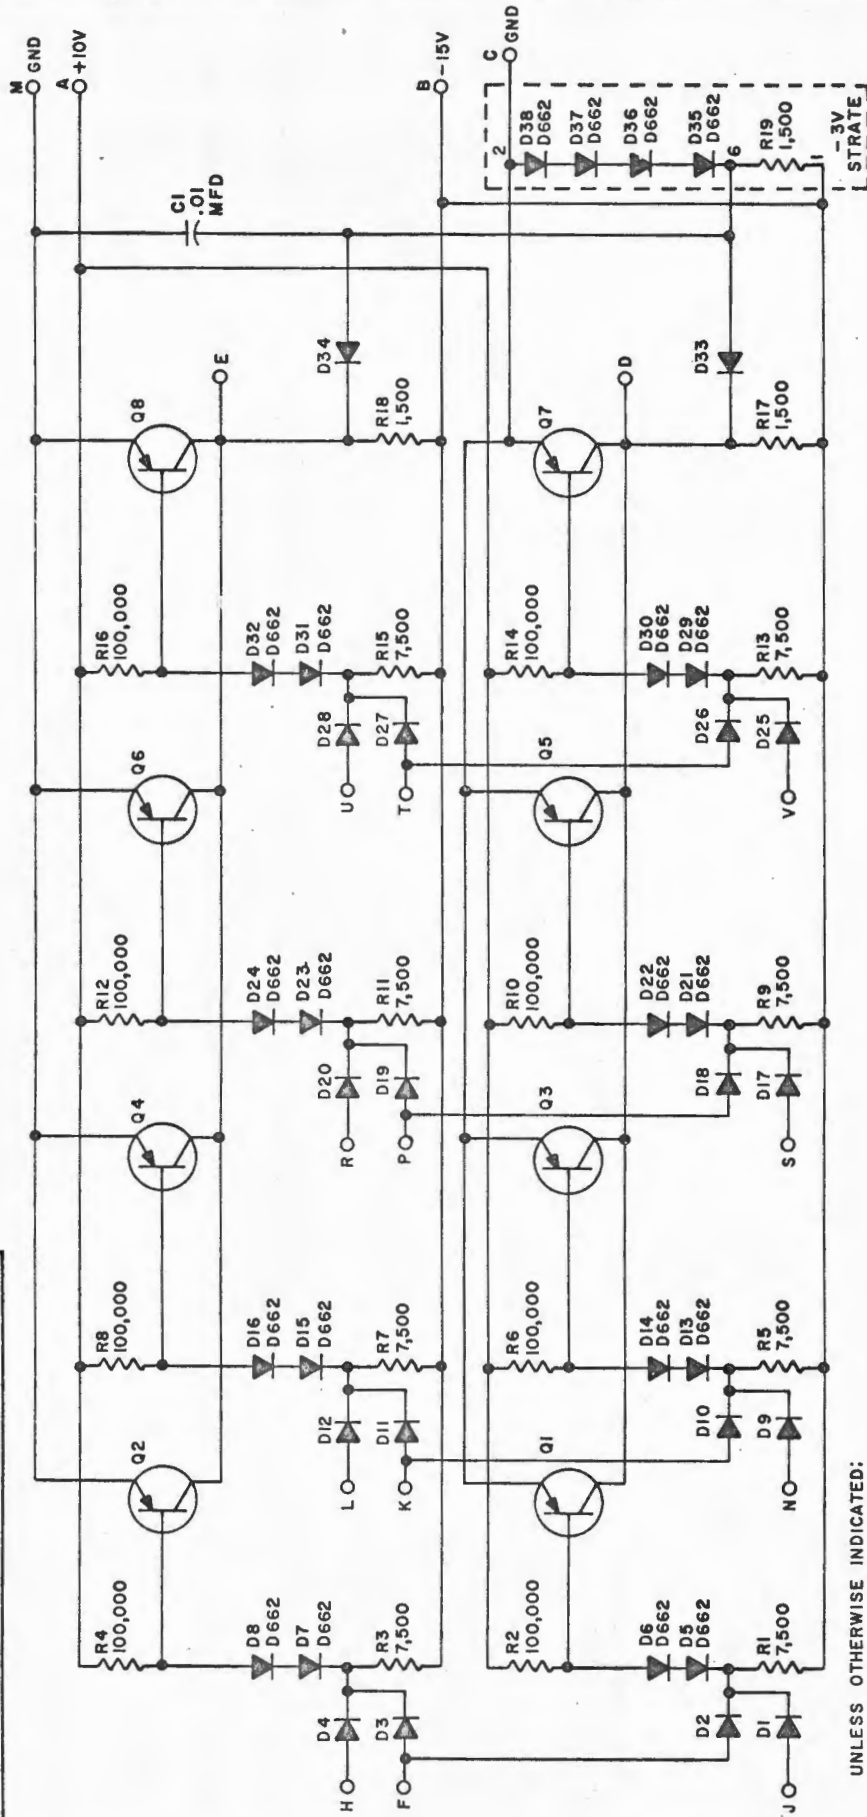 M GND
A +10V
B -15V
C GND
C1
.01
MFD
2
D38
D662
D37
D662
D36
D662
D35
D662
6
R19
1,500
1
-3V
STRATE
Q8
E
D34
R18
1,500
Q7
D
D33
R17
1,500
R16
100,000
D32
D662
D31
D662
R15
7,500
D28
D27
U
T
R14
100,000
D30
D662
D29
D662
R13
7,500
D26
D25
V
Q6
Q5
R12
100,000
D24
D662
D23
D662
R11
7,500
D20
D19
R
P
R10
100,000
D22
D662
D21
D662
R9
7,500
D18
D17
S
Q4
Q3
R8
100,000
D16
D662
D15
D662
R7
7,500
D12
D11
L
K
R6
100,000
D14
D662
D13
D662
R5
7,500
D10
D9
N
Q2
Q1
R4
100,000
D8
D662
D7
D662
R3
7,500
D4
D3
H
F
R2
100,000
D6
D662
D5
D662
R1
7,500
D2
D1
J
UNLESS OTHERWISE INDICATED: